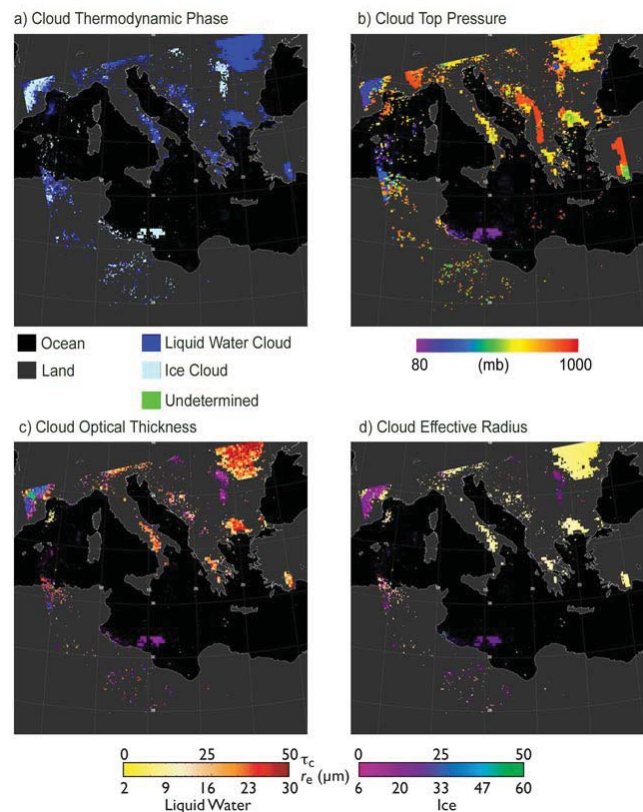 a) Cloud Thermodynamic Phase
b) Cloud Top Pressure
Ocean
Land
Liquid Water Cloud
Ice Cloud
Undetermined
80 (mb) 1000
c) Cloud Optical Thickness
d) Cloud Effective Radius
0 25 50 τc
2 9 16 23 30 re (μm)
Liquid Water
0 25 50
6 20 33 47 60
Ice